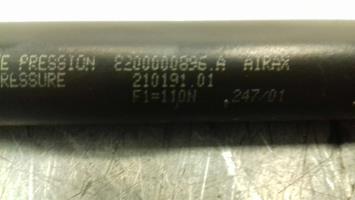 E PRESSION 8200000896.A AIRAX
RESSURE 210191.01
F1=110N .247/01